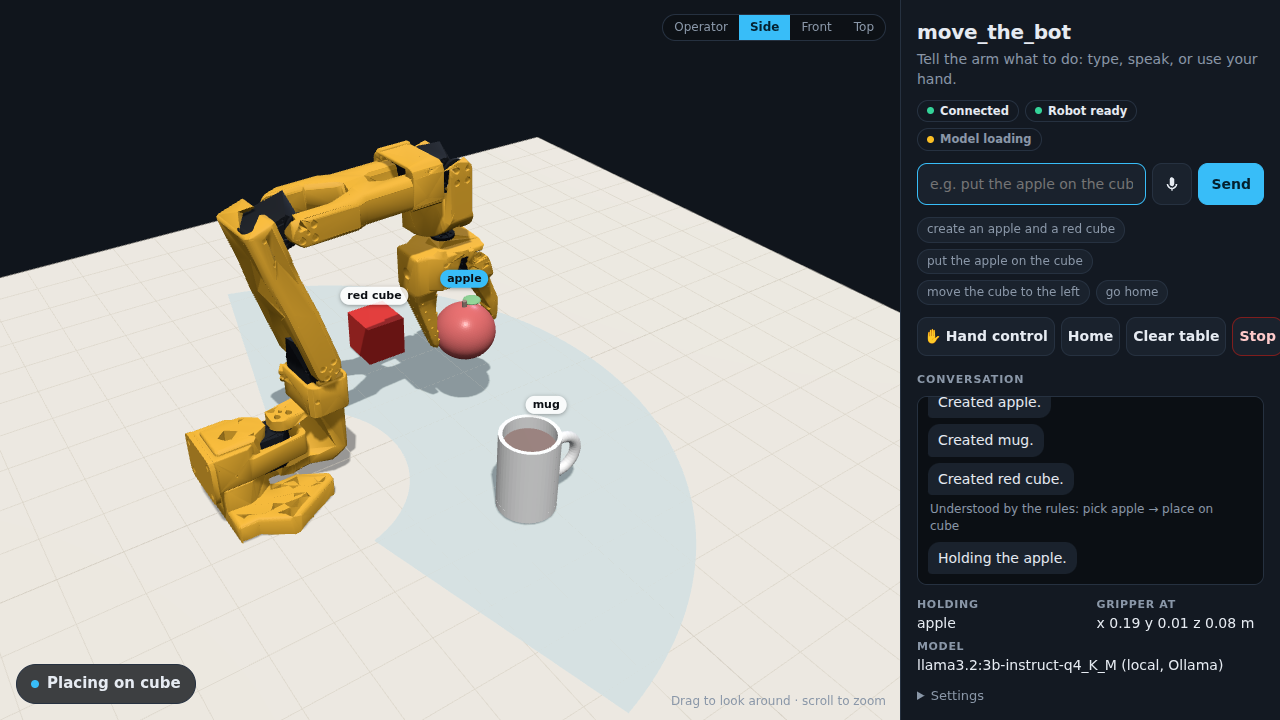 Operator Side Front Top
move_the_bot
Tell the arm what to do: type, speak, or use your
hand.
Connected Robot ready
Model loading
e.g. put the apple on the cub
Send
create an apple and a red cube
put the apple on the cube
move the cube to the left go home
Hand control Home Clear table Stop
CONVERSATION
Created apple.
Created mug.
Created red cube.
Understood by the rules: pick apple → place on
cube
Holding the apple.
HOLDING GRIPPER AT
apple x 0.19 y 0.01 z 0.08 m
MODEL
llama3.2:3b-instruct-q4_K_M (local, Ollama)
Settings
apple
red cube
mug
Placing on cube
Drag to look around · scroll to zoom